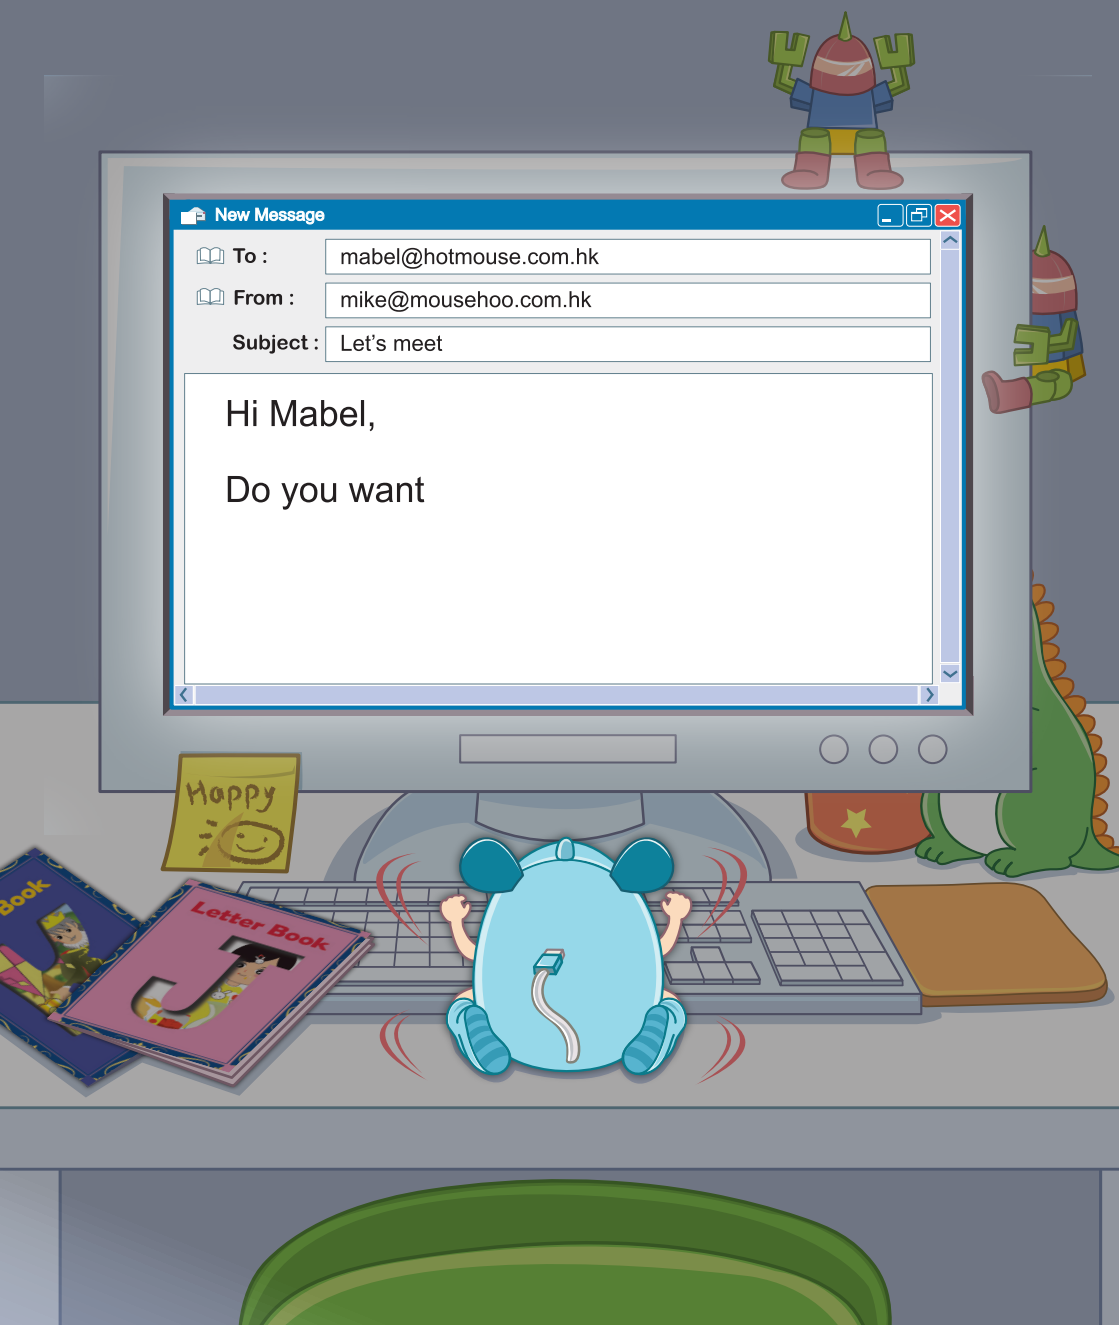 New Message
To : mabel@hotmouse.com.hk
From : mike@mousehoo.com.hk
Subject : Let's meet
Hi Mabel,
Do you want
Happy
Book
J
Letter Book
J